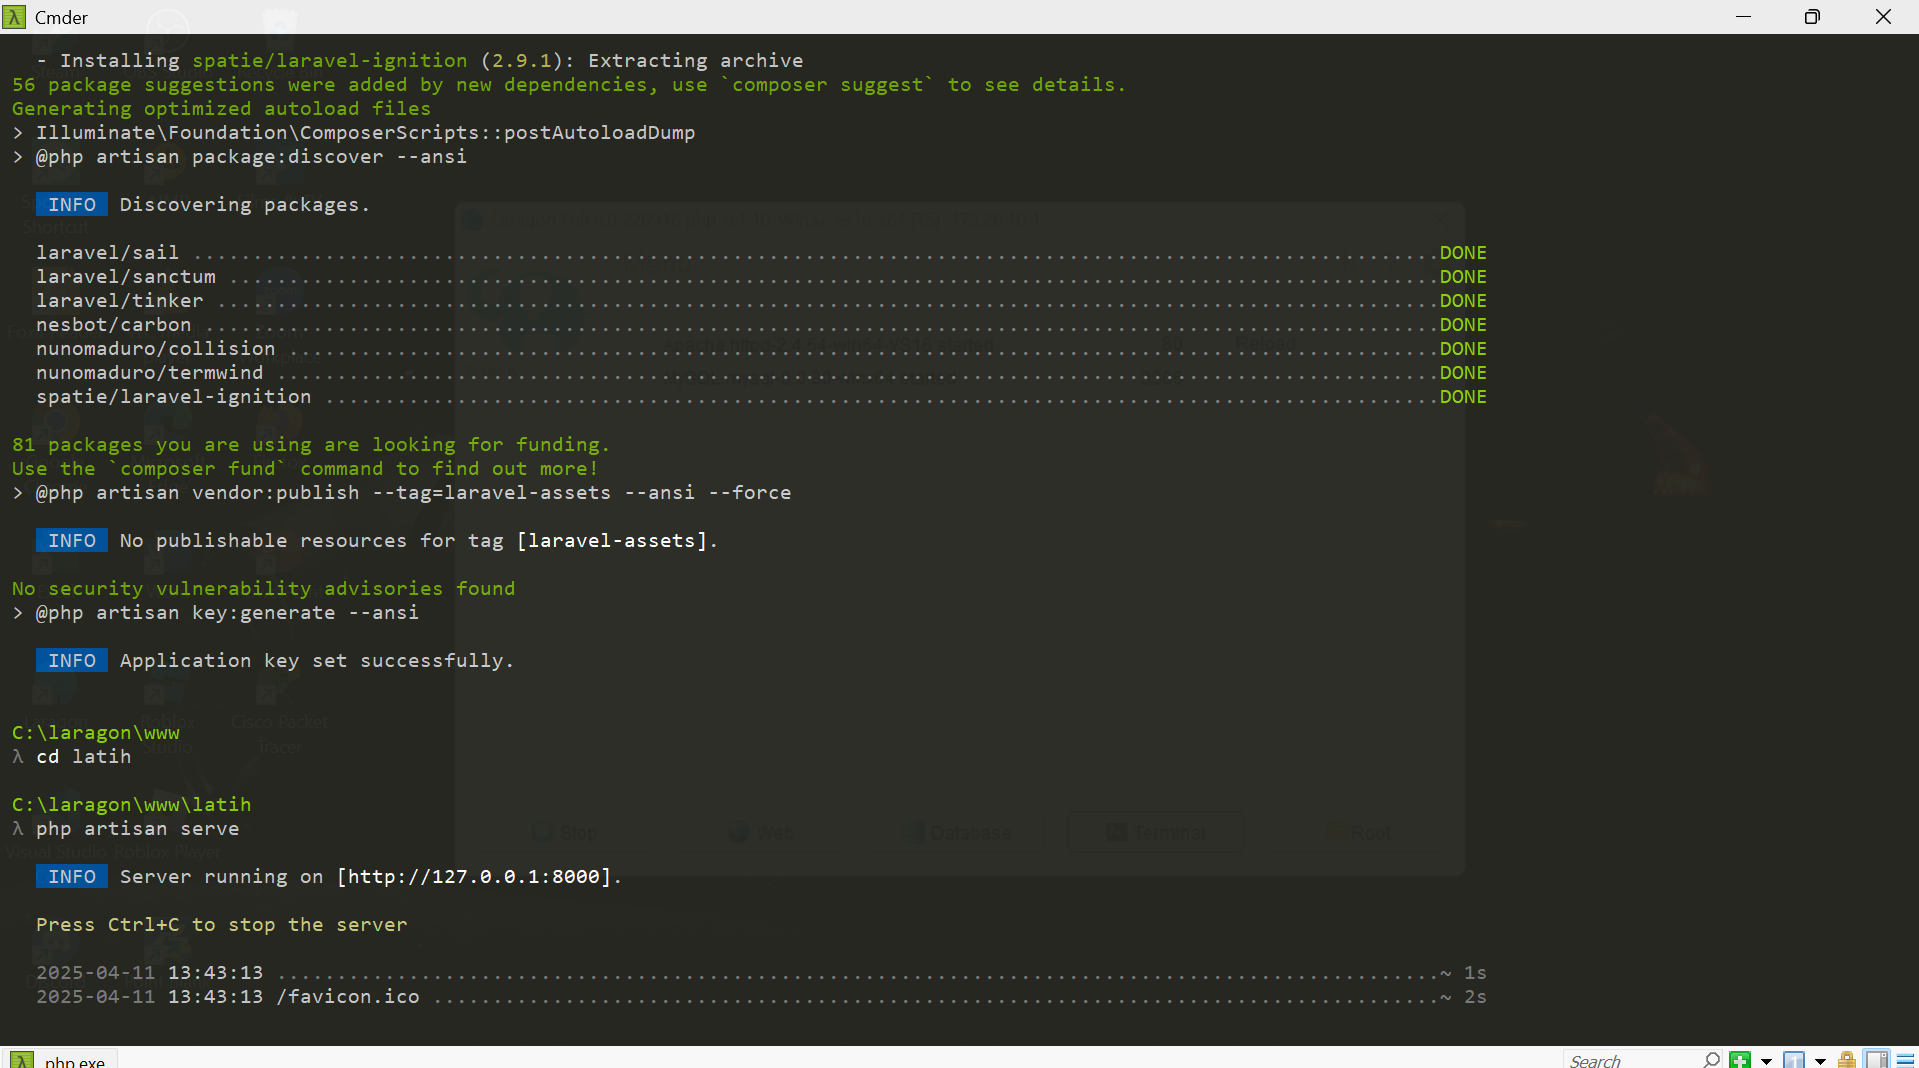 Cmder
- Installing spatie/laravel-ignition (2.9.1): Extracting archive
56 package suggestions were added by new dependencies, use `composer suggest` to see details.
Generating optimized autoload files
> Illuminate\Foundation\ComposerScripts::postAutoloadDump
> @php artisan package:discover --ansi
INFO Discovering packages.
laravel/sail ........................................................................................................ DONE
laravel/sanctum ..................................................................................................... DONE
laravel/tinker ...................................................................................................... DONE
nesbot/carbon ....................................................................................................... DONE
nunomaduro/collision ................................................................................................ DONE
nunomaduro/termwind ................................................................................................. DONE
spatie/laravel-ignition ............................................................................................. DONE
81 packages you are using are looking for funding.
Use the `composer fund` command to find out more!
> @php artisan vendor:publish --tag=laravel-assets --ansi --force
INFO No publishable resources for tag [laravel-assets].
No security vulnerability advisories found
> @php artisan key:generate --ansi
INFO Application key set successfully.
C:\laragon\www
λ cd latih
C:\laragon\www\latih
λ php artisan serve
Stop Web Database Terminal Root
INFO Server running on [http://127.0.0.1:8000].
Press Ctrl+C to stop the server
2025-04-11 13:43:13 ................................................................................................. ~ 1s
2025-04-11 13:43:13 /favicon.ico .................................................................................... ~ 2s
php.exe
Search